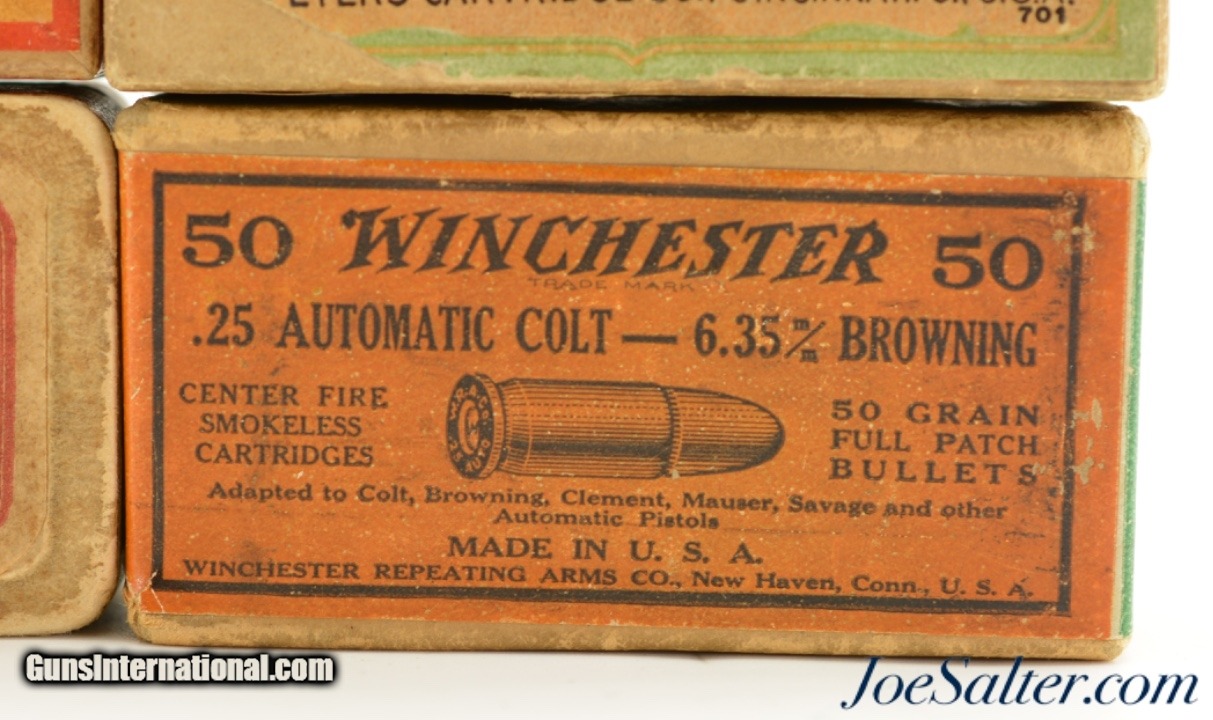 CARTRIDGE
701
50 WINCHESTER 50
TRADE MARK
.25 AUTOMATIC COLT — 6.35 m/m BROWNING
CENTER FIRE
SMOKELESS
CARTRIDGES
50 GRAIN
FULL PATCH
BULLETS
Adapted to Colt, Browning, Clement, Mauser, Savage and other
Automatic Pistols
MADE IN U. S. A.
WINCHESTER REPEATING ARMS CO., New Haven, Conn., U. S. A.
GunsInternational.com
JoeSalter.com